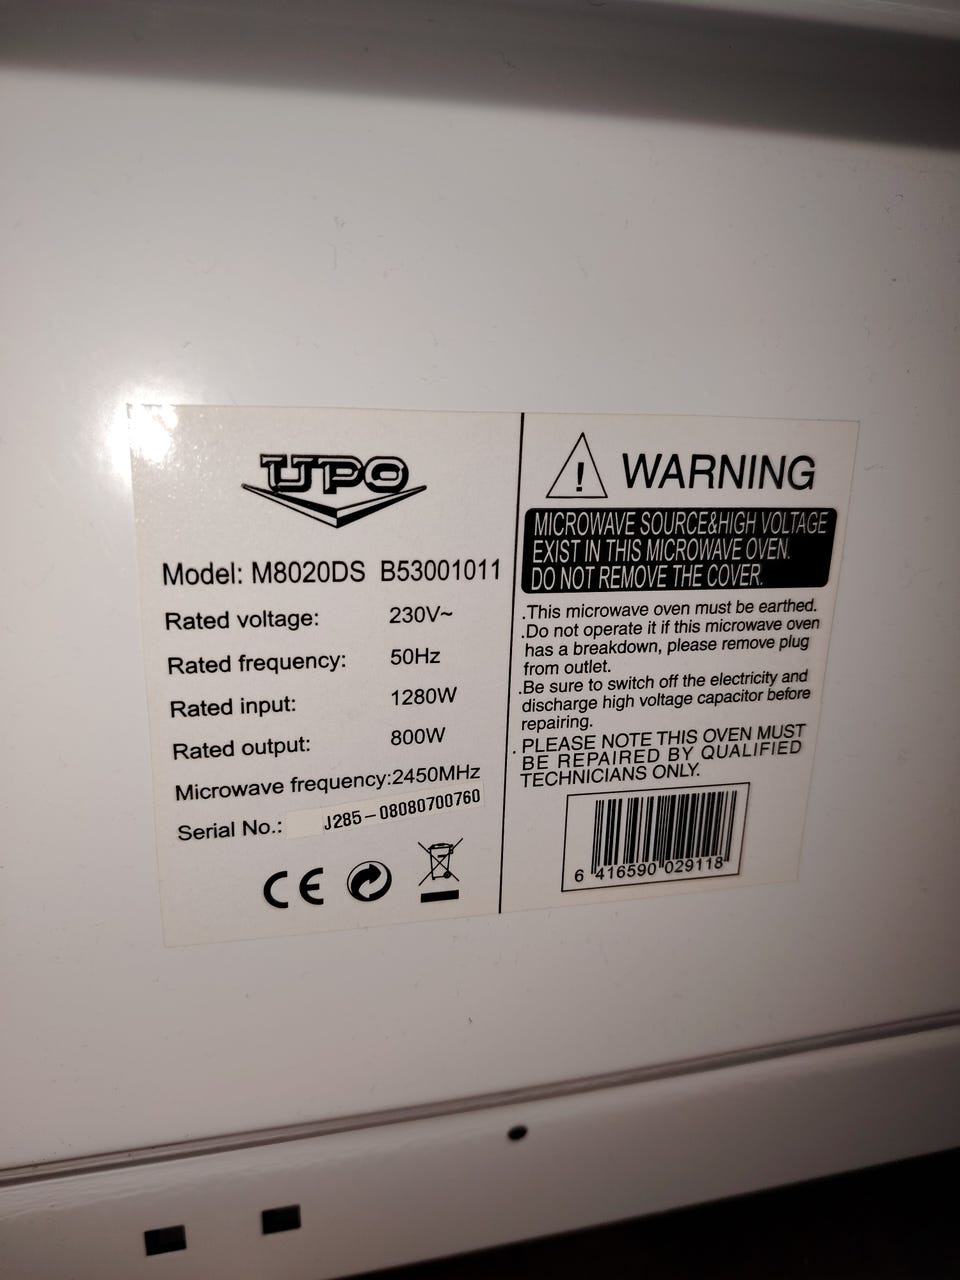 UPO
Model: M8020DS B53001011
Rated voltage: 230V~
Rated frequency: 50Hz
Rated input: 1280W
Rated output: 800W
Microwave frequency:2450MHz
Serial No.: J285-08080700760
CE
WARNING
MICROWAVE SOURCE&HIGH VOLTAGE
EXIST IN THIS MICROWAVE OVEN.
DO NOT REMOVE THE COVER.
.This microwave oven must be earthed.
.Do not operate it if this microwave oven
has a breakdown, please remove plug
from outlet.
.Be sure to switch off the electricity and
discharge high voltage capacitor before
repairing.
. PLEASE NOTE THIS OVEN MUST
BE REPAIRED BY QUALIFIED
TECHNICIANS ONLY.
6 416590 029118